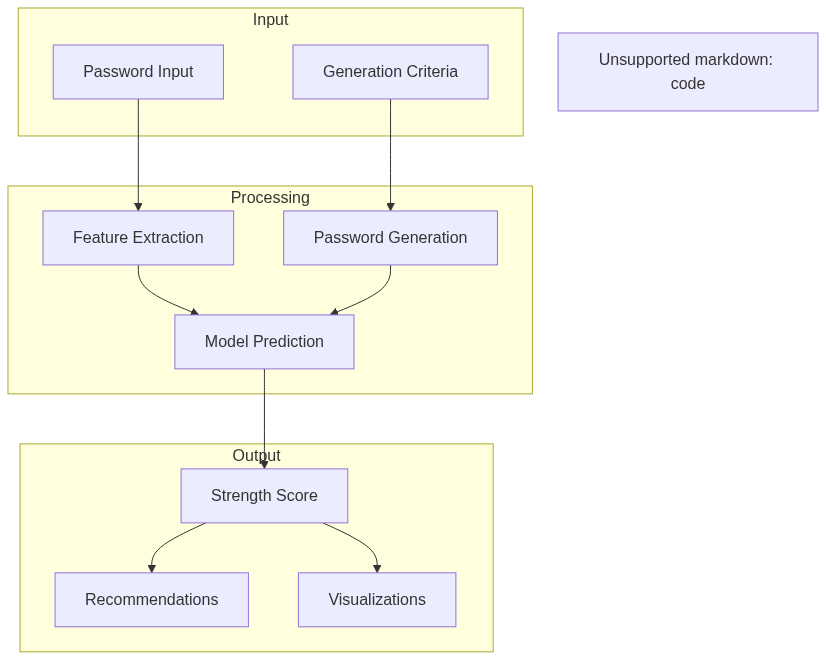 Input
Password Input
Generation Criteria
Unsupported markdown:
code
Processing
Feature Extraction
Password Generation
Model Prediction
Output
Strength Score
Recommendations
Visualizations